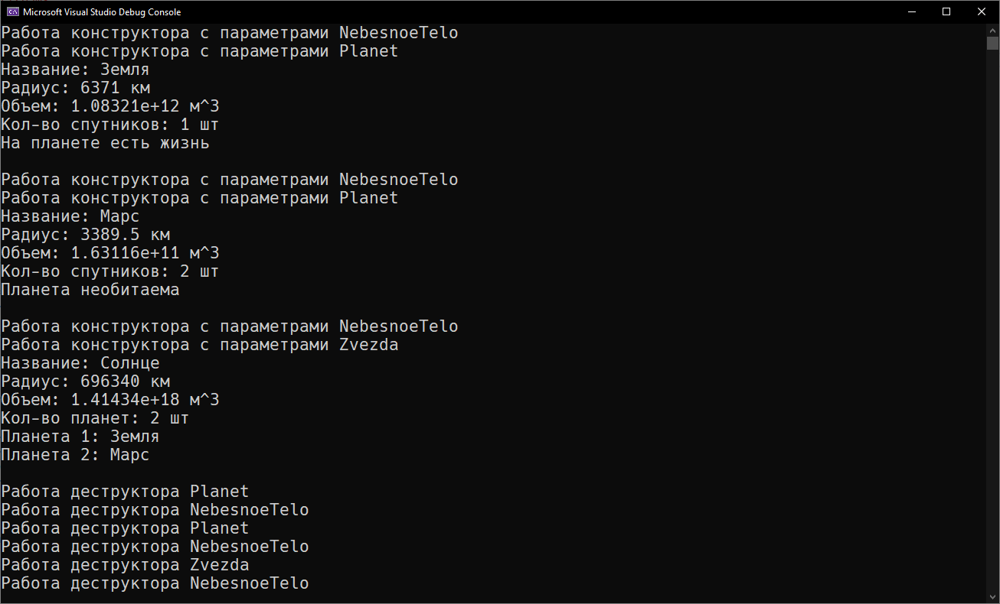 Microsoft Visual Studio Debug Console
Работа конструктора с параметрами NebesnoeTelo
Работа конструктора с параметрами Planet
Название: Земля
Радиус: 6371 км
Объем: 1.08321e+12 м^3
Кол-во спутников: 1 шт
На планете есть жизнь
Работа конструктора с параметрами NebesnoeTelo
Работа конструктора с параметрами Planet
Название: Марс
Радиус: 3389.5 км
Объем: 1.63116e+11 м^3
Кол-во спутников: 2 шт
Планета необитаема
Работа конструктора с параметрами NebesnoeTelo
Работа конструктора с параметрами Zvezda
Название: Солнце
Радиус: 696340 км
Объем: 1.41434e+18 м^3
Кол-во планет: 2 шт
Планета 1: Земля
Планета 2: Марс
Работа деструктора Planet
Работа деструктора NebesnoeTelo
Работа деструктора Planet
Работа деструктора NebesnoeTelo
Работа деструктора Zvezda
Работа деструктора NebesnoeTelo